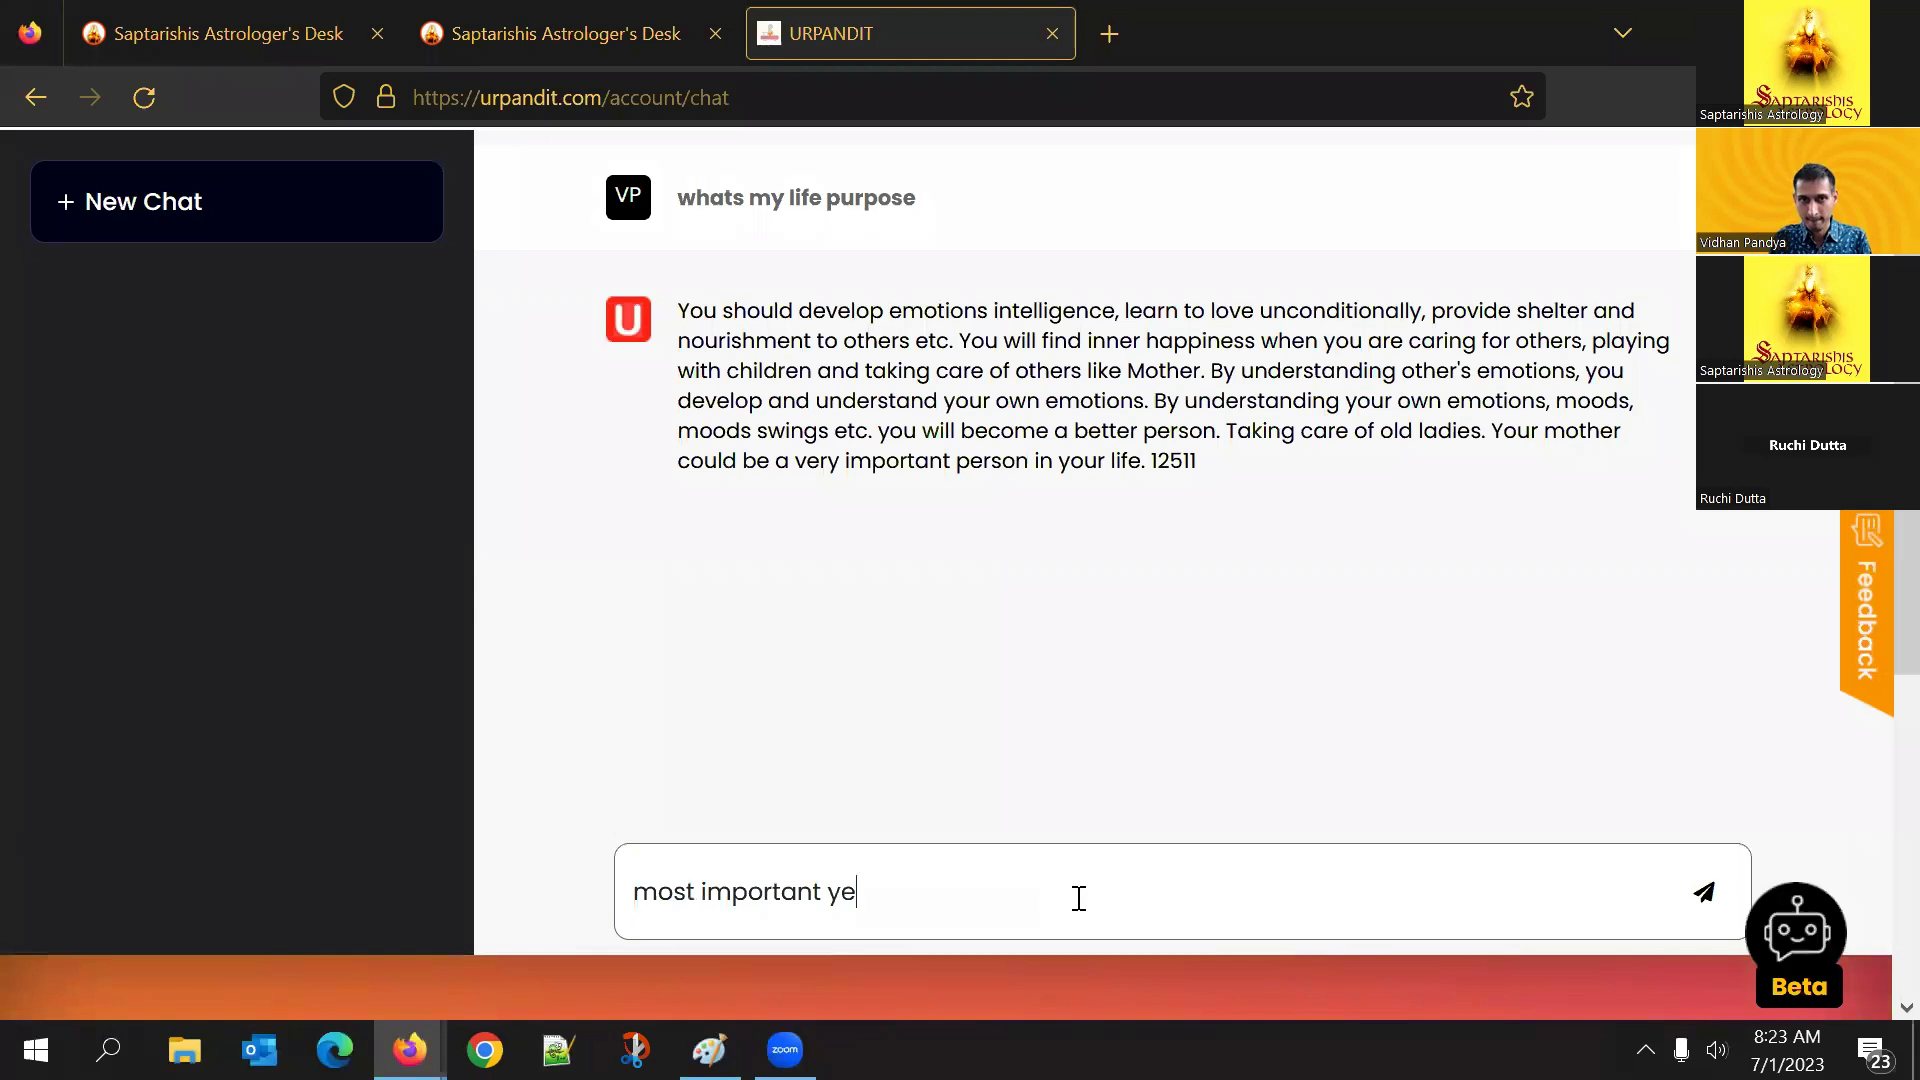 Saptarishis Astrologer's Desk
Saptarishis Astrologer's Desk
URPANDIT
https://urpandit.com/account/chat
SAPTARISHIS
ASTROLOGY
Saptarishis Astrology
Vidhan Pandya
SAPTARISHIS
Saptarishis Astrology
Ruchi Dutta
Ruchi Dutta
+ New Chat
VP
whats my life purpose
U
You should develop emotions intelligence, learn to love unconditionally, provide shelter and
nourishment to others etc. You will find inner happiness when you are caring for others, playing
with children and taking care of others like Mother. By understanding other's emotions, you
develop and understand your own emotions. By understanding your own emotions, moods,
moods swings etc. you will become a better person. Taking care of old ladies. Your mother
could be a very important person in your life. 12511
Feedback
most important ye
Beta
zoom
8:23 AM
7/1/2023
23